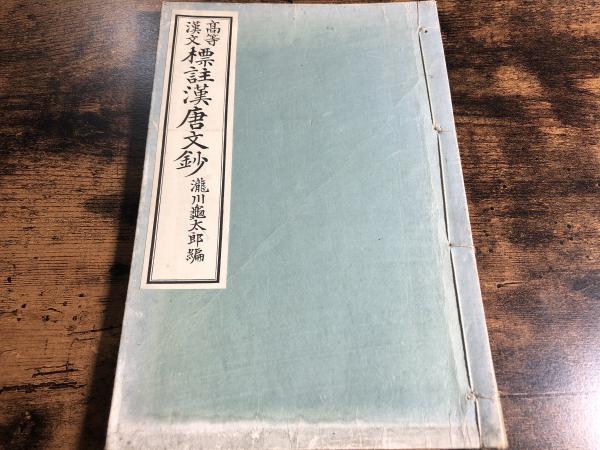 高等
漢文
標註漢唐文鈔
瀧川龜太郎編